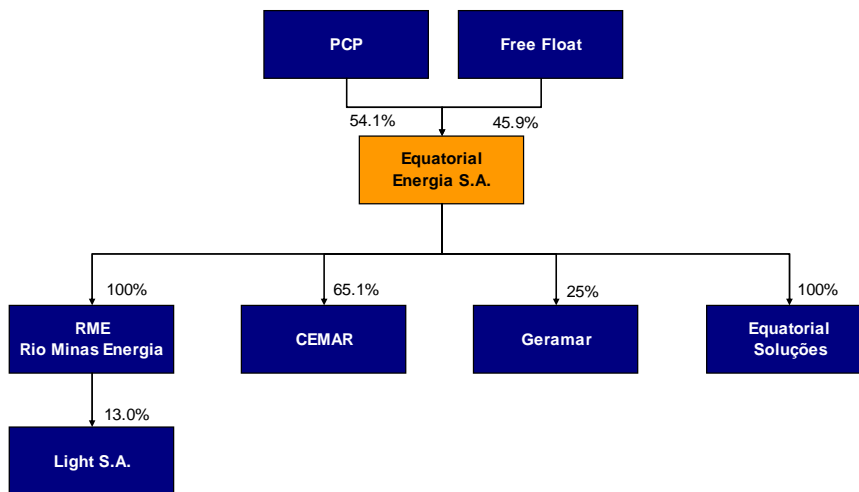 PCP
Free Float
54.1%
45.9%
Equatorial
Energia S.A.
100%
65.1%
25%
100%
RME
Rio Minas Energia
CEMAR
Geramar
Equatorial
Soluções
13.0%
Light S.A.